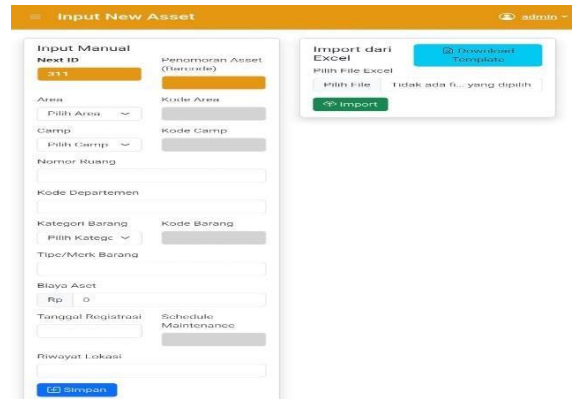 Input New Asset
admin
Input Manual
Next ID
Penomoran Asset
(Barcode)
311
Area
Kode Area
Pilih Area
Camp
Kode Camp
Pilih Camp
Nomor Ruang
Kode Departemen
Kategori Barang
Kode Barang
Pilih Katego
Tipe/Merk Barang
Biaya Aset
Rp 0
Tanggal Registrasi
Schedule
Maintenance
Riwayat Lokasi
Simpan
Import dari
Excel
Download
Template
Pilih File Excel
Pilih File Tidak ada fi... yang dipilih
Import